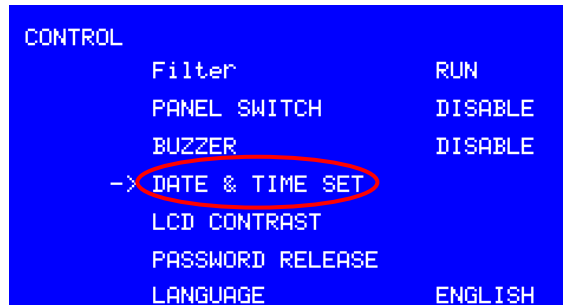 CONTROL
Filter RUN
PANEL SWITCH DISABLE
BUZZER DISABLE
-> DATE & TIME SET
LCD CONTRAST
PASSWORD RELEASE
LANGUAGE ENGLISH